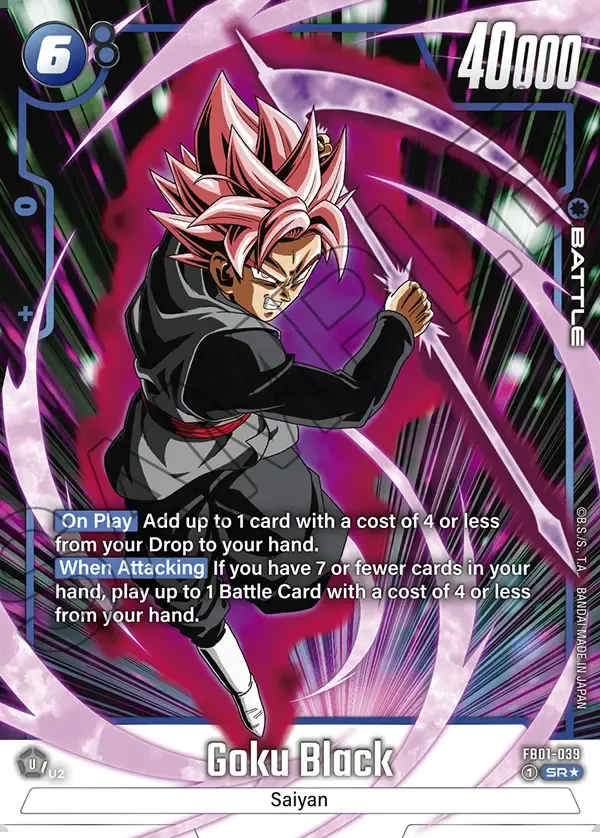 6
40000
0
+
BATTLE
SAMPLE
On Play Add up to 1 card with a cost of 4 or less
from your Drop to your hand.
When Attacking If you have 7 or fewer cards in your
hand, play up to 1 Battle Card with a cost of 4 or less
from your hand.
©B.S./S., T.A. BANDAI MADE IN JAPAN
Goku Black
FB01-039
U/U2
1 SR★
Saiyan